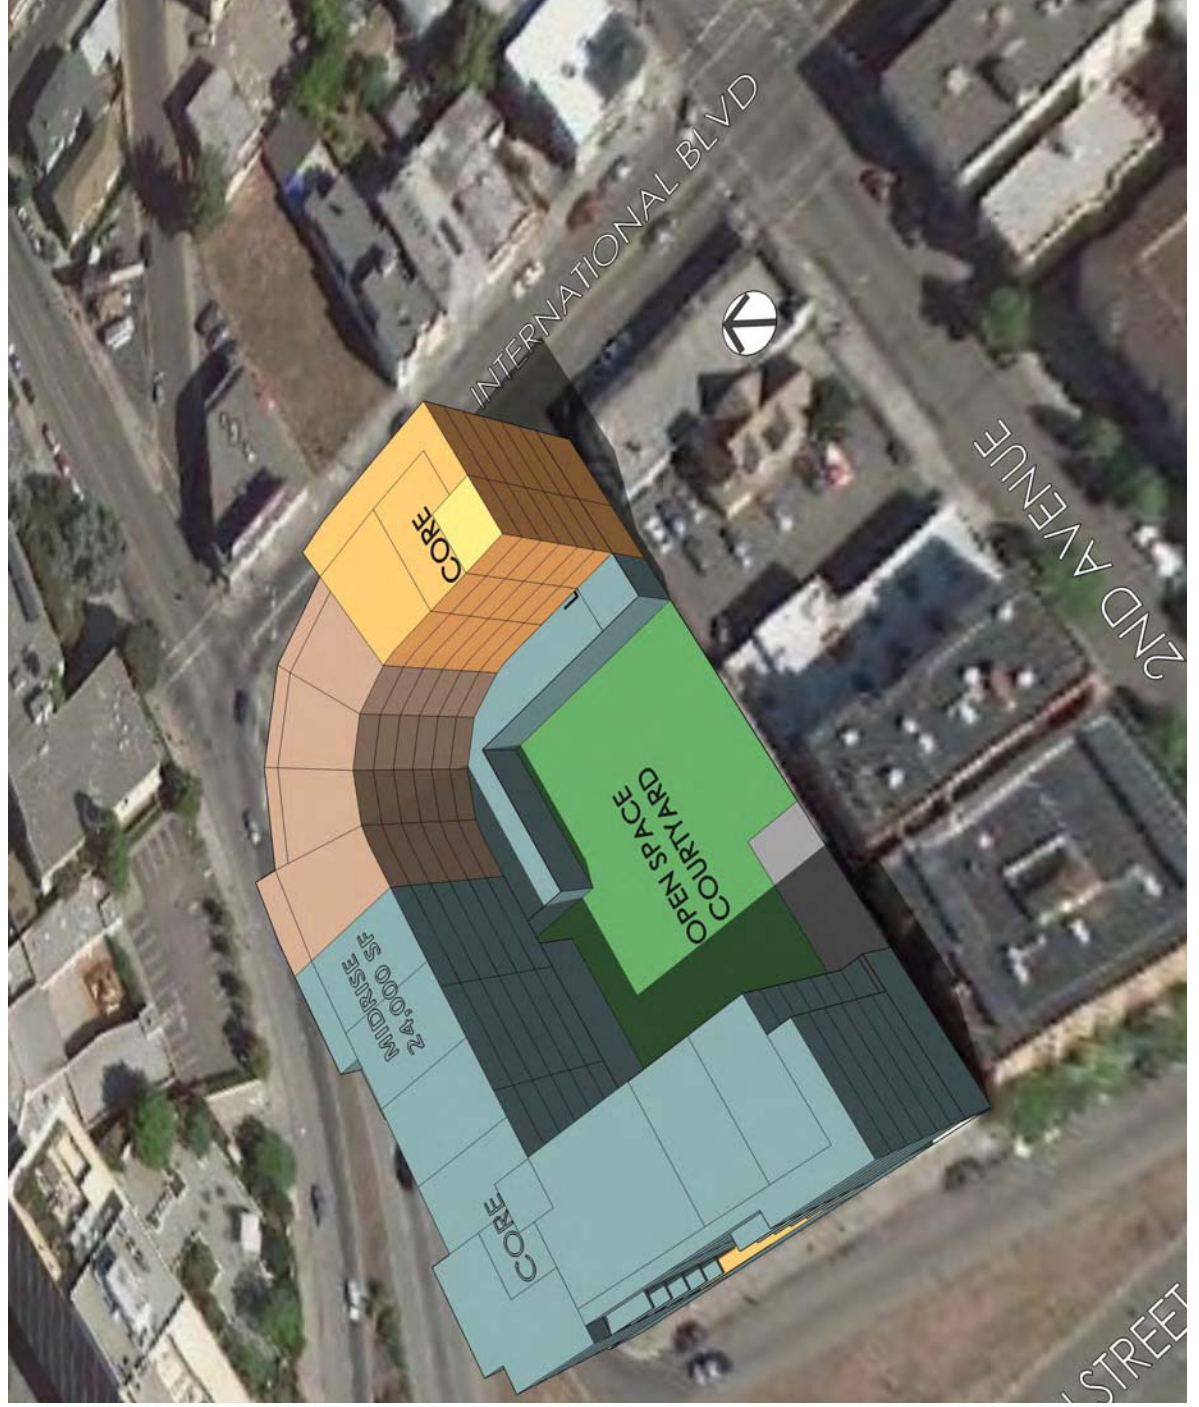 INTERNATIONAL BLVD
2ND AVENUE
CORE
OPEN SPACE
COURTYARD
MIDRISE
24,000 SF
CORE
STREET